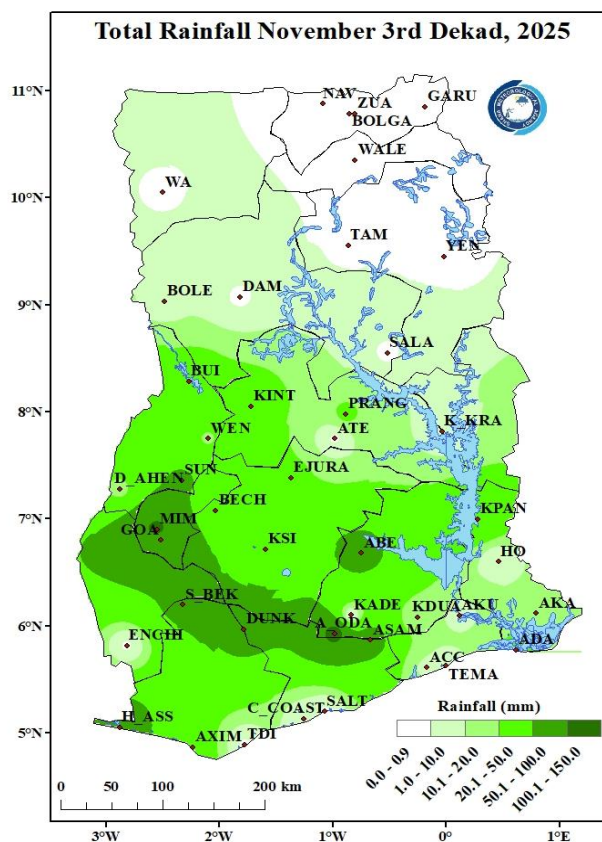 Total Rainfall November 3rd Dekad, 2025
11°N
10°N
9°N
8°N
7°N
6°N
5°N
NAV
ZUA
GARU
BOLGA
WALE
WA
TAM
YEN
BOLE
DAM
SALA
BUI
KINT
PRANG
WEN
ATE
K_KRA
SUN
D_AHEN
EJURA
BECH
KPAN
MIM
GOA
KSI
ABE
HO
S_BEK
KADE
KDUA
AKU
AKA
DUNK
A_ODA
ASAM
ENCHI
ADA
ACC
TEMA
C_COAST
SALT
H_ASS
AXIM
TDI
Rainfall (mm)
0.0 - 0.9
1.0 - 10.0
10.1 - 20.0
20.1 - 50.0
50.1 - 100.0
100.1 - 150.0
0 50 100 200 km
3°W 2°W 1°W 0° 1°E